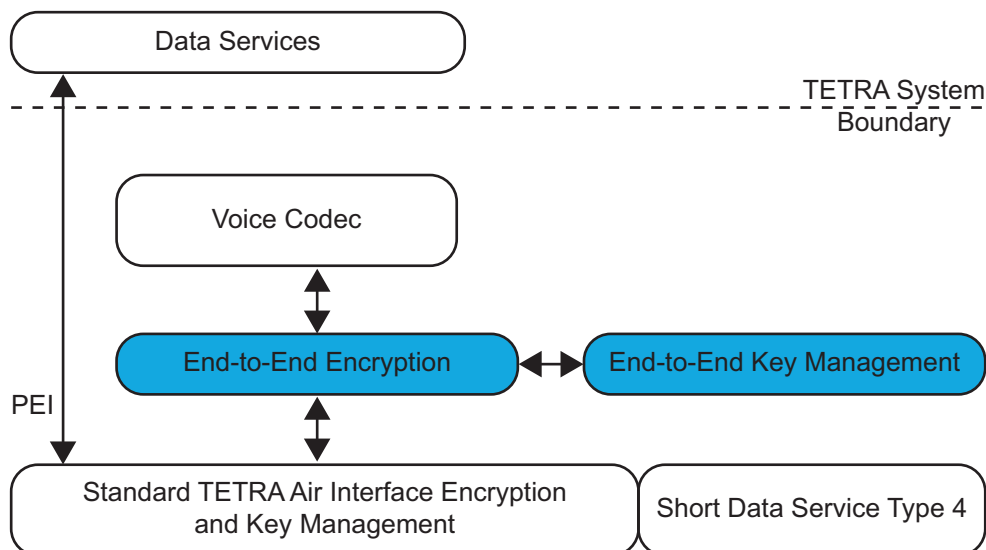 Data Services
TETRA System
Boundary
Voice Codec
End-to-End Encryption
End-to-End Key Management
PEI
Standard TETRA Air Interface Encryption
and Key Management
Short Data Service Type 4